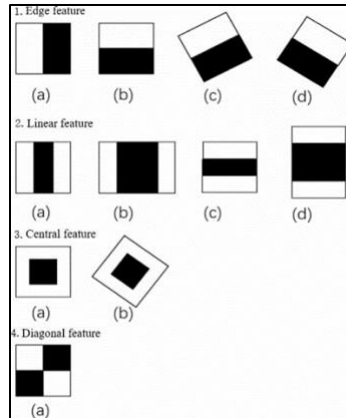 1. Edge feature
(a) (b) (c) (d)
2. Linear feature
(a) (b) (c) (d)
3. Central feature
(a) (b)
4. Diagonal feature
(a)